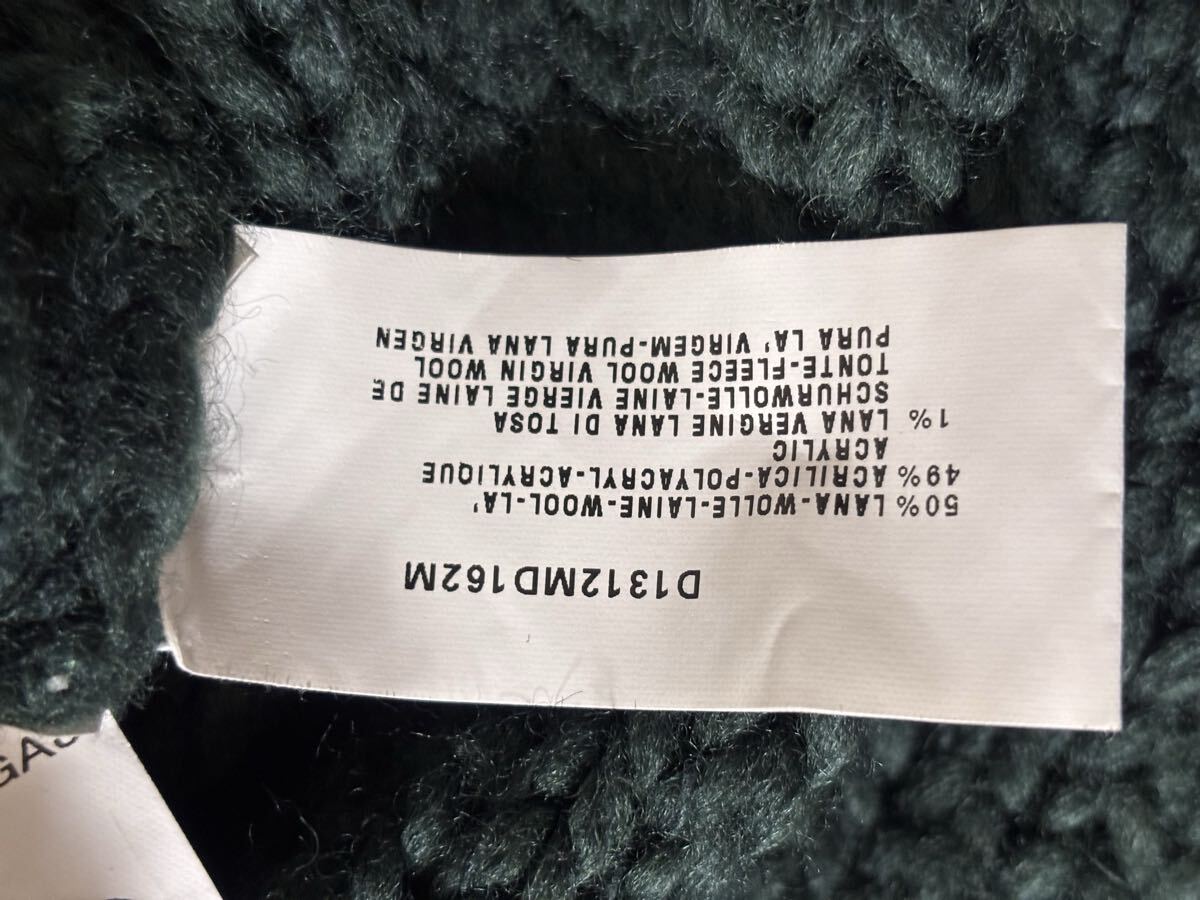 D1312MD162M
50% LANA-WOLLE-LAINE-WOOL-LA'
49% ACRILICA-POLYACRYL-ACRYLIQUE
ACRYLIC
1% LANA VERGINE LANA DI TOSA
SCHURWOLLE-LAINE VIERGE LAINE DE
TONTE-FLEECE WOOL VIRGIN WOOL
PURA LA' VIRGEM-PURA LANA VIRGEN